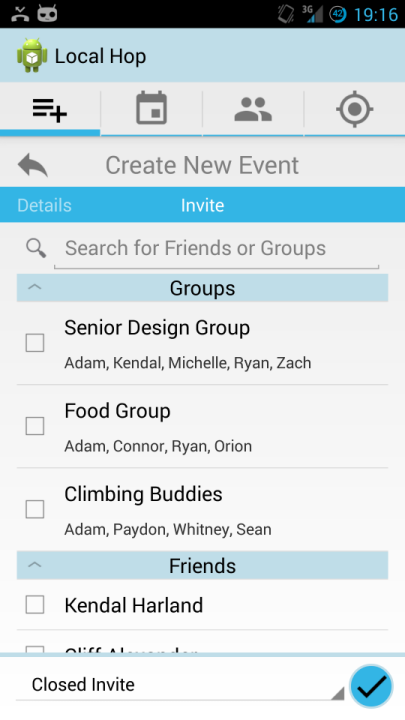 3G 42 19:16
Local Hop
Create New Event
Details Invite
Search for Friends or Groups
Groups
Senior Design Group
Adam, Kendal, Michelle, Ryan, Zach
Food Group
Adam, Connor, Ryan, Orion
Climbing Buddies
Adam, Paydon, Whitney, Sean
Friends
Kendal Harland
Closed Invite